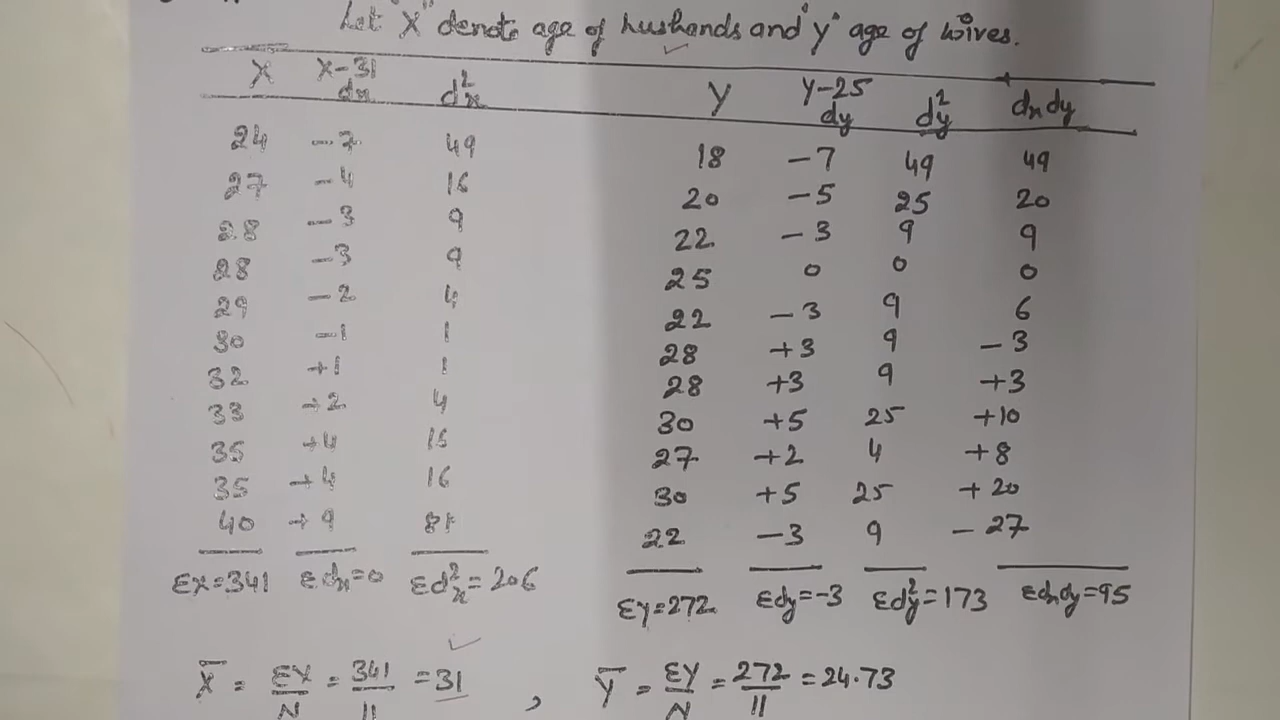 Let "X" denote age of husbands and "Y" age of wives.
X X-31 dx d²x Y Y-25 dy d²y dxdy
24 -7 49 18 -7 49 49
27 -4 16 20 -5 25 20
28 -3 9 22 -3 9 9
28 -3 9 25 0 0 0
29 -2 4 22 -3 9 6
30 -1 1 28 +3 9 -3
32 +1 1 28 +3 9 +3
33 +2 4 30 +5 25 +10
35 +4 16 27 +2 4 +8
35 +4 16 30 +5 25 +20
40 +9 81 22 -3 9 -27
Σx=341 Σdx=0 Σd²x=206 ΣY=272 Σdy=-3 Σd²y=173 Σdxdy=95
X̄ = ΣX/N = 341/11 = 31 , Ȳ = ΣY/N = 272/11 = 24.73